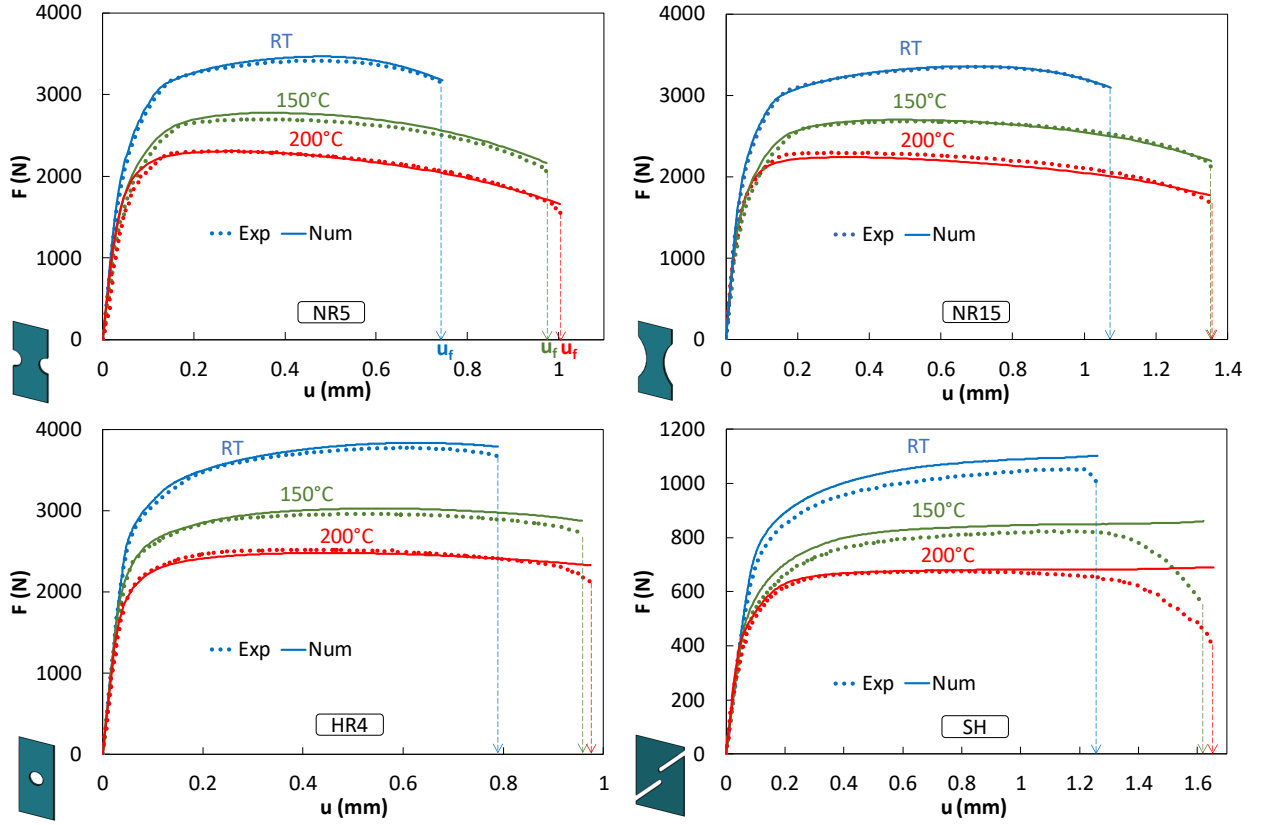 F (N)
4000
3000
2000
1000
0
RT
150°C
200°C
Exp Num
NR5
u_f u_f u_f
0 0.2 0.4 0.6 0.8 1
u (mm)
F (N)
4000
3000
2000
1000
0
RT
150°C
200°C
Exp Num
NR15
0 0.2 0.4 0.6 0.8 1 1.2 1.4
u (mm)
F (N)
4000
3000
2000
1000
0
RT
150°C
200°C
Exp Num
HR4
0 0.2 0.4 0.6 0.8 1
u (mm)
F (N)
1200
1000
800
600
400
200
0
RT
150°C
200°C
Exp Num
SH
0 0.2 0.4 0.6 0.8 1 1.2 1.4 1.6
u (mm)